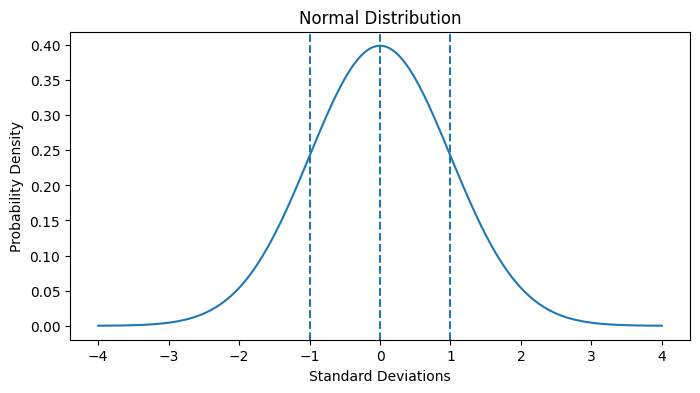 Normal Distribution
Probability Density
0.40
0.35
0.30
0.25
0.20
0.15
0.10
0.05
0.00
−4 −3 −2 −1 0 1 2 3 4
Standard Deviations